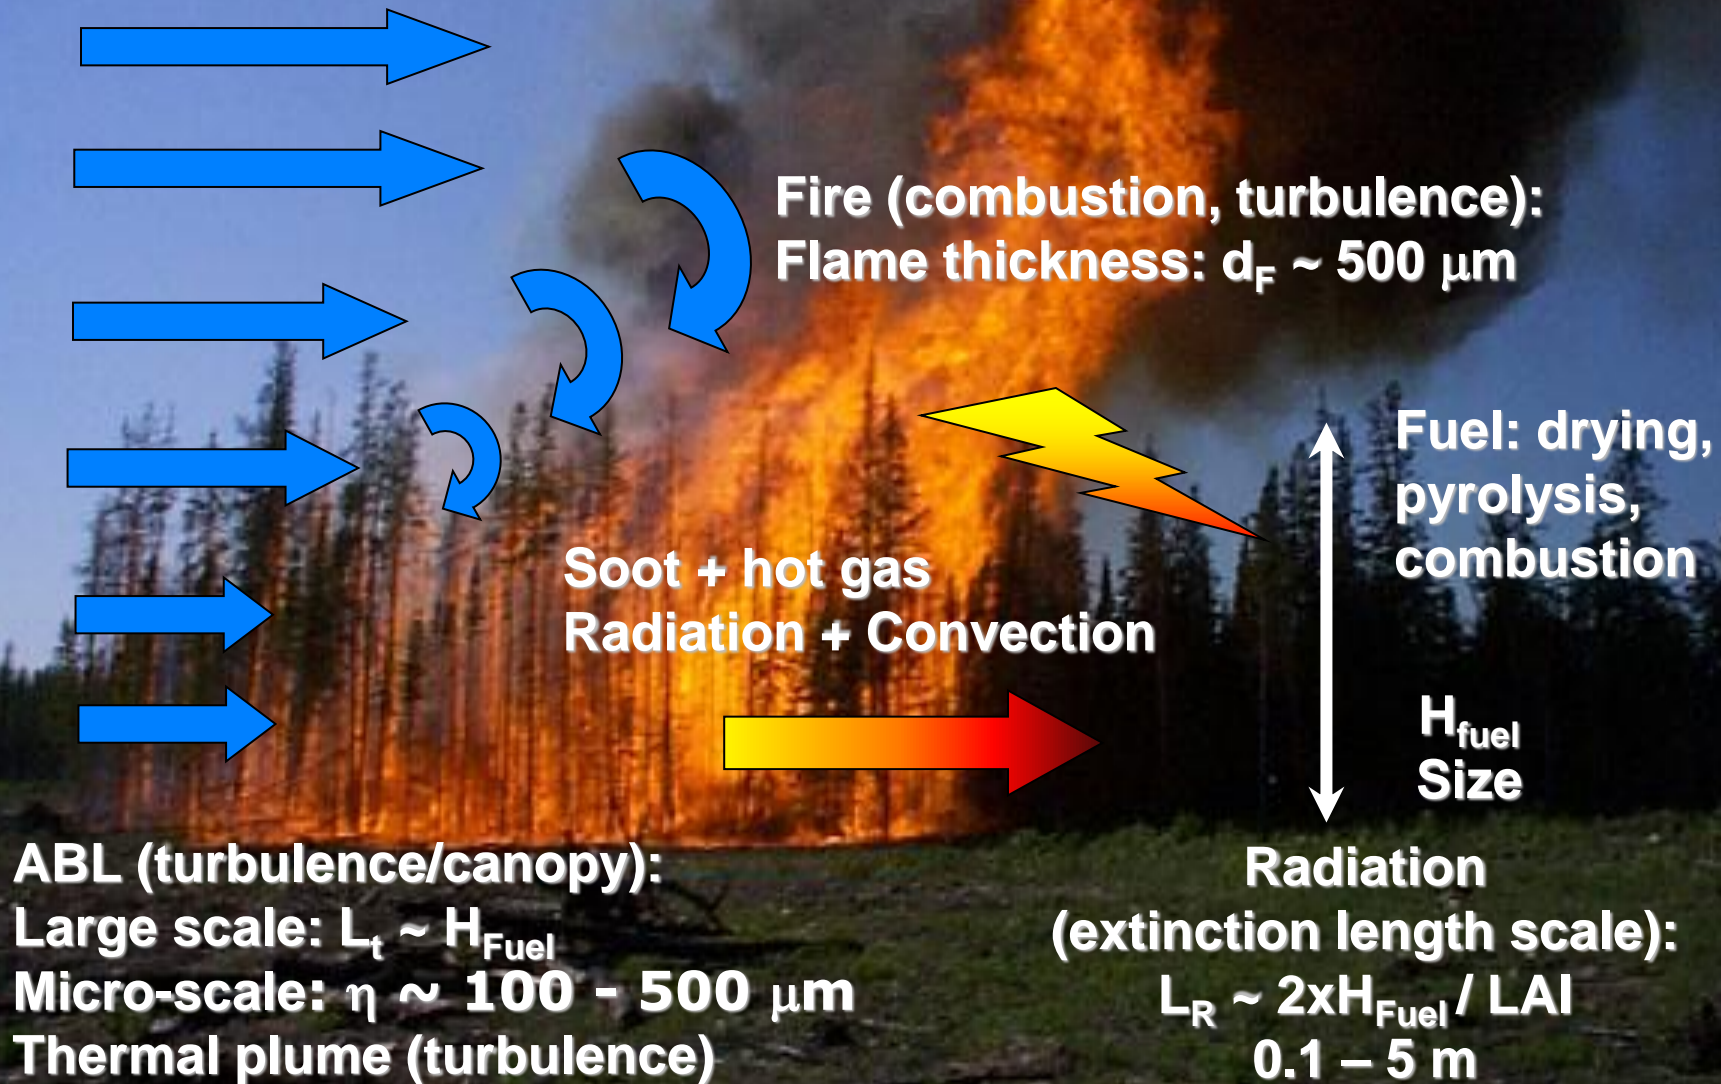 Fire (combustion, turbulence):
Flame thickness: dF ~ 500 μm
Fuel: drying,
pyrolysis,
combustion
Soot + hot gas
Radiation + Convection
Hfuel
Size
ABL (turbulence/canopy):
Large scale: Lt ~ HFuel
Micro-scale: η ~ 100 - 500 μm
Thermal plume (turbulence)
Radiation
(extinction length scale):
LR ~ 2xHFuel / LAI
0.1 – 5 m